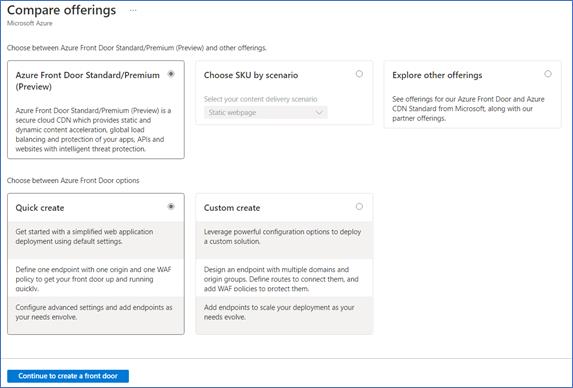 Compare offerings ...
Microsoft Azure
Choose between Azure Front Door Standard/Premium (Preview) and other offerings.
Azure Front Door Standard/Premium
(Preview)
Azure Front Door Standard/Premium (Preview) is a
secure cloud CDN which provides static and
dynamic content acceleration, global load
balancing and protection of your apps, APIs and
websites with intelligent threat protection.
Choose SKU by scenario
Select your content delivery scenario
Static webpage
Explore other offerings
See offerings for our Azure Front Door and Azure
CDN Standard from Microsoft, along with our
partner offerings.
Choose between Azure Front Door options
Quick create
Get started with a simplified web application
deployment using default settings.
Define one endpoint with one origin and one WAF
policy to get your front door up and running
quickly.
Configure advanced settings and add endpoints as
your needs envolve.
Custom create
Leverage powerful configuration options to deploy
a custom solution.
Design an endpoint with multiple domains and
origin groups. Define routes to connect them, and
add WAF policies to protect them.
Add endpoints to scale your deployment as your
needs evolve.
Continue to create a front door